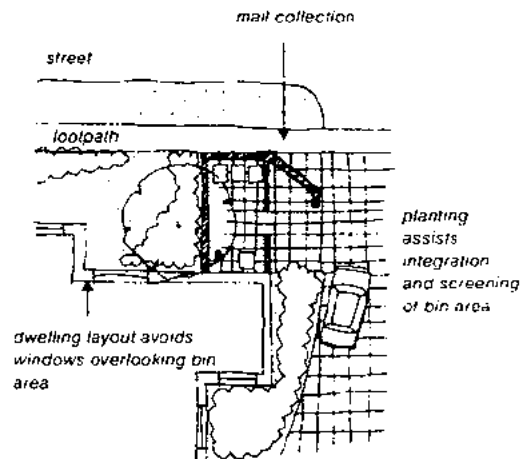 mail collection
street
footpath
planting
assists
integration
and screening
of bin area
dwelling layout avoids
windows overlooking bin
area